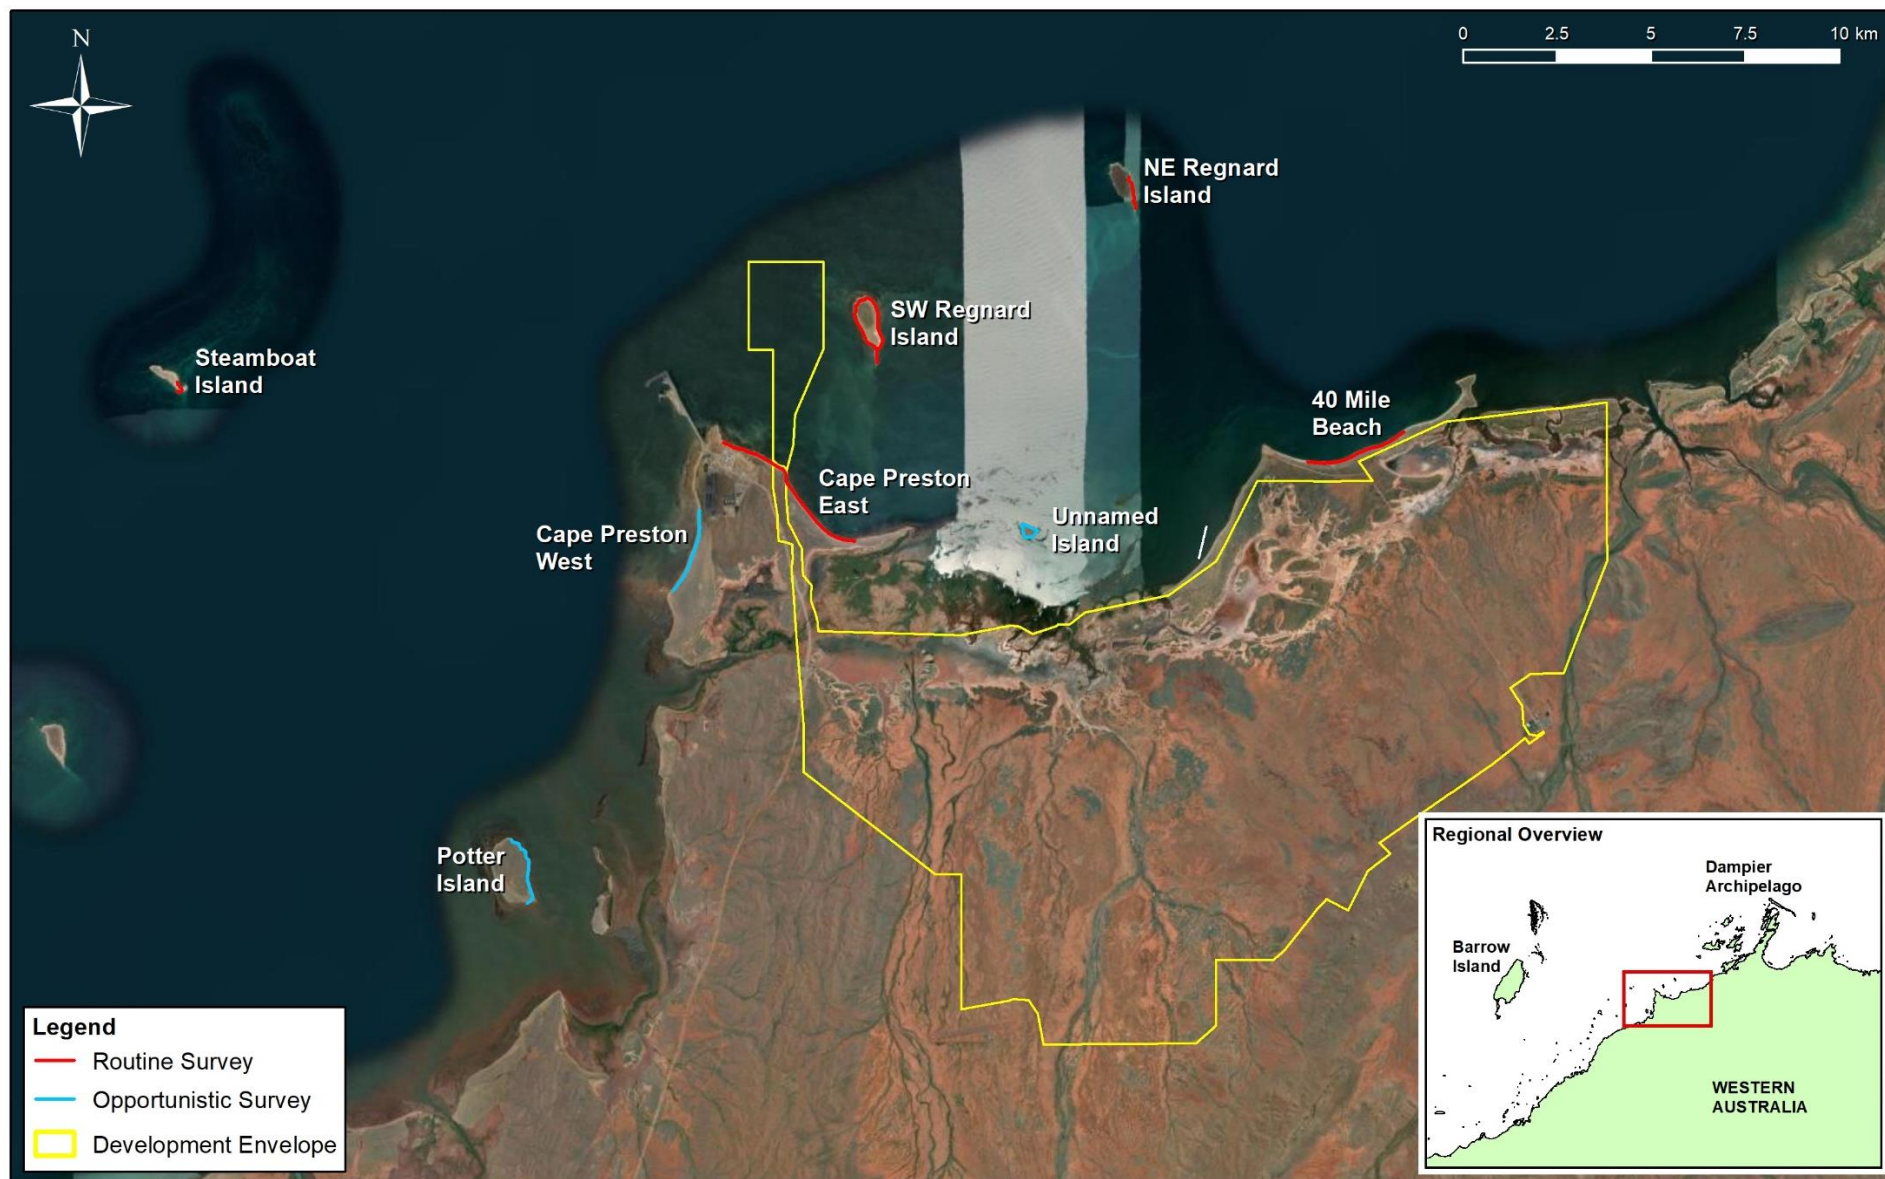 N
0 2.5 5 7.5 10 km
NE Regnard
Island
SW Regnard
Island
Steamboat
Island
40 Mile
Beach
Cape Preston
East
Unnamed
Island
Cape Preston
West
Potter
Island
Legend
Routine Survey
Opportunistic Survey
Development Envelope
Regional Overview
Dampier
Archipelago
Barrow
Island
WESTERN
AUSTRALIA